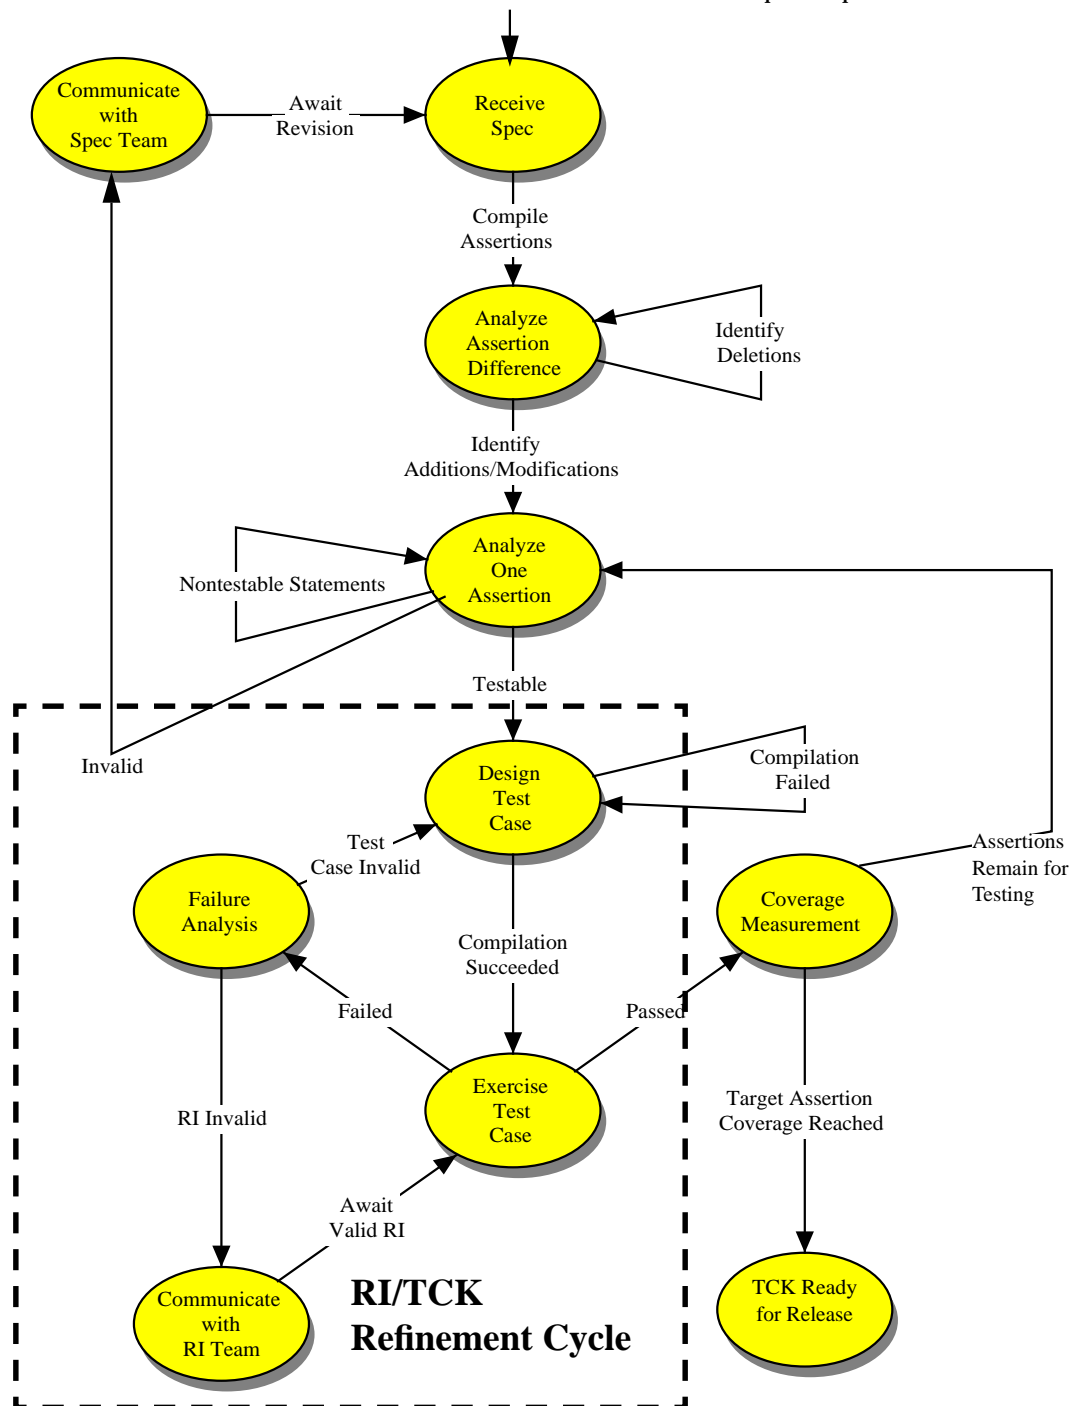 Communicate
with
Spec Team
Await
Revision
Receive
Spec
Compile
Assertions
Analyze
Assertion
Difference
Identify
Deletions
Identify
Additions/Modifications
Analyze
One
Assertion
Nontestable Statements
Testable
Invalid
Design
Test
Case
Compilation
Failed
Test
Case Invalid
Assertions
Remain for
Testing
Failure
Analysis
Coverage
Measurement
Compilation
Succeeded
Failed
Passed
Exercise
Test
Case
RI Invalid
Target Assertion
Coverage Reached
Await
Valid RI
Communicate
with
RI Team
RI/TCK
Refinement Cycle
TCK Ready
for Release